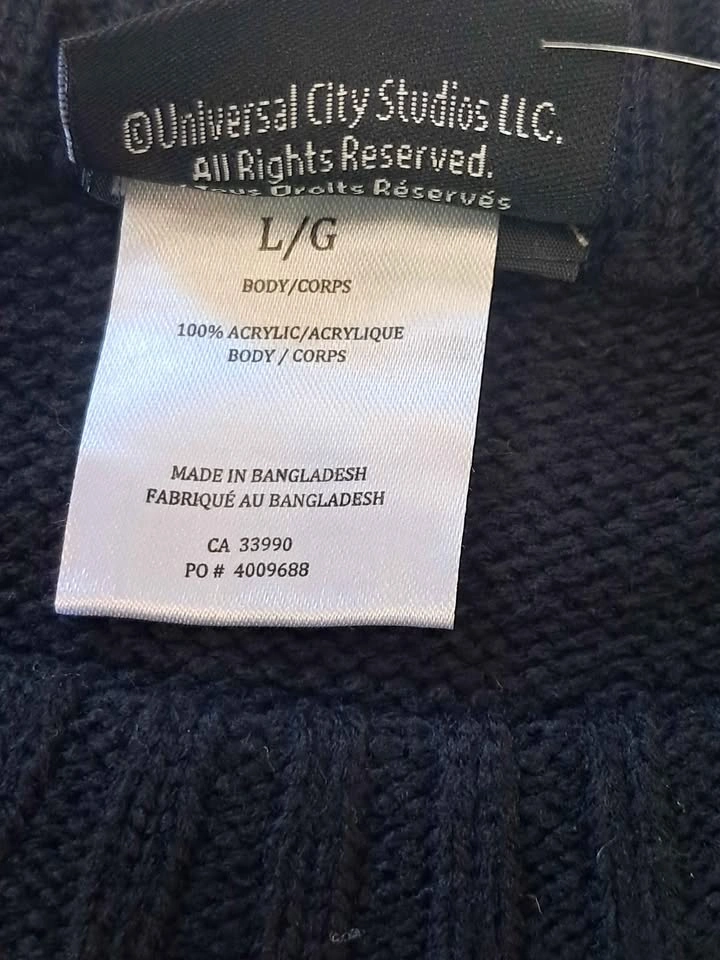 ©Universal City Studios LLC.
All Rights Reserved.
Tous Droits Réservés
L/G
BODY/CORPS
100% ACRYLIC/ACRYLIQUE
BODY / CORPS
MADE IN BANGLADESH
FABRIQUÉ AU BANGLADESH
CA 33990
PO # 4009688